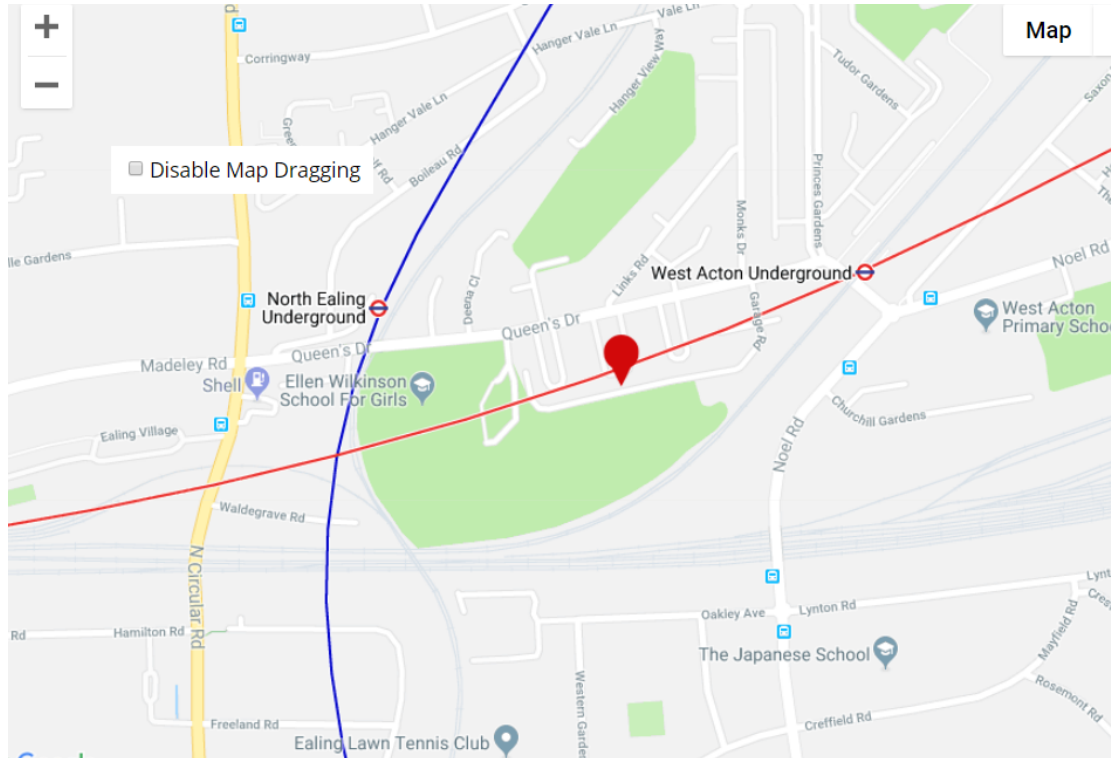 Vale Ln
Hanger Vale Ln
Map
Corringway
Hanger View Way
Tudor Gardens
Hanger Vale Ln
Disable Map Dragging
Boileau Rd
Princes Gardens
Monks Dr
lle Gardens
Deena Cl
Links Rd
West Acton Underground
Noel Rd
North Ealing
Underground
Garage Rd
West Acton
Primary Schoo
Queen's Dr
Queen's Dr
Madeley Rd
Shell
Ellen Wilkinson
School For Girls
Ealing Village
Churchill Gardens
Noel Rd
Waldegrave Rd
N Circular Rd
Oakley Ave
Lynton Rd
Lynt
Rd
Hamilton Rd
Mayfield Rd
The Japanese School
Rosemont Rd
Western Garden
Freeland Rd
Creffield Rd
Ealing Lawn Tennis Club